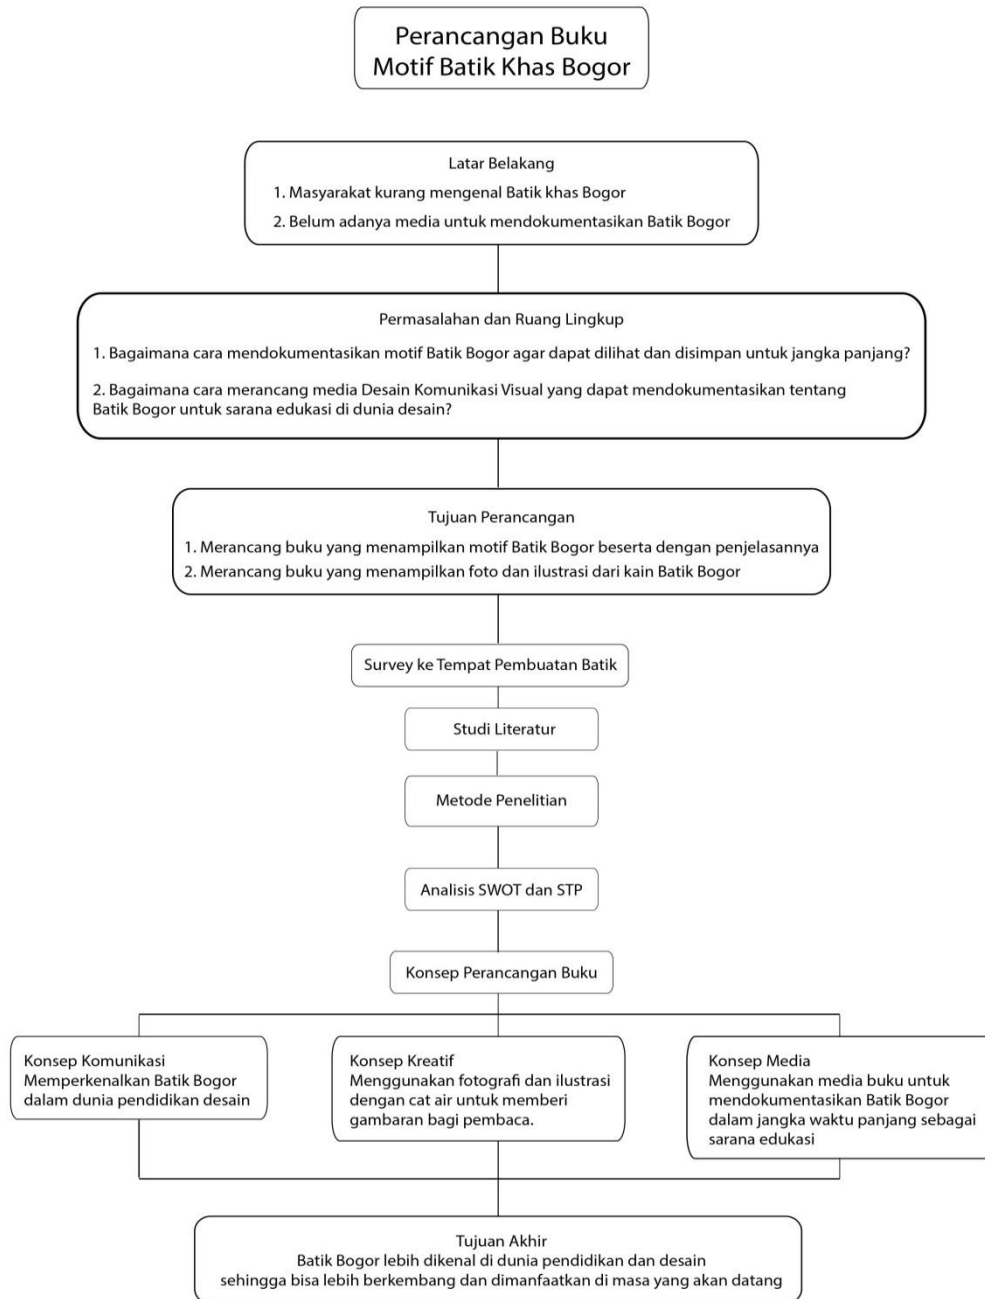 Perancangan Buku
Motif Batik Khas Bogor
Latar Belakang
1. Masyarakat kurang mengenal Batik khas Bogor
2. Belum adanya media untuk mendokumentasikan Batik Bogor
Permasalahan dan Ruang Lingkup
1. Bagaimana cara mendokumentasikan motif Batik Bogor agar dapat dilihat dan disimpan untuk jangka panjang?
2. Bagaimana cara merancang media Desain Komunikasi Visual yang dapat mendokumentasikan tentang
Batik Bogor untuk sarana edukasi di dunia desain?
Tujuan Perancangan
1. Merancang buku yang menampilkan motif Batik Bogor beserta dengan penjelasannya
2. Merancang buku yang menampilkan foto dan ilustrasi dari kain Batik Bogor
Survey ke Tempat Pembuatan Batik
Studi Literatur
Metode Penelitian
Analisis SWOT dan STP
Konsep Perancangan Buku
Konsep Komunikasi
Memperkenalkan Batik Bogor
dalam dunia pendidikan desain
Konsep Kreatif
Menggunakan fotografi dan ilustrasi
dengan cat air untuk memberi
gambaran bagi pembaca.
Konsep Media
Menggunakan media buku untuk
mendokumentasikan Batik Bogor
dalam jangka waktu panjang sebagai
sarana edukasi
Tujuan Akhir
Batik Bogor lebih dikenal di dunia pendidikan dan desain
sehingga bisa lebih berkembang dan dimanfaatkan di masa yang akan datang